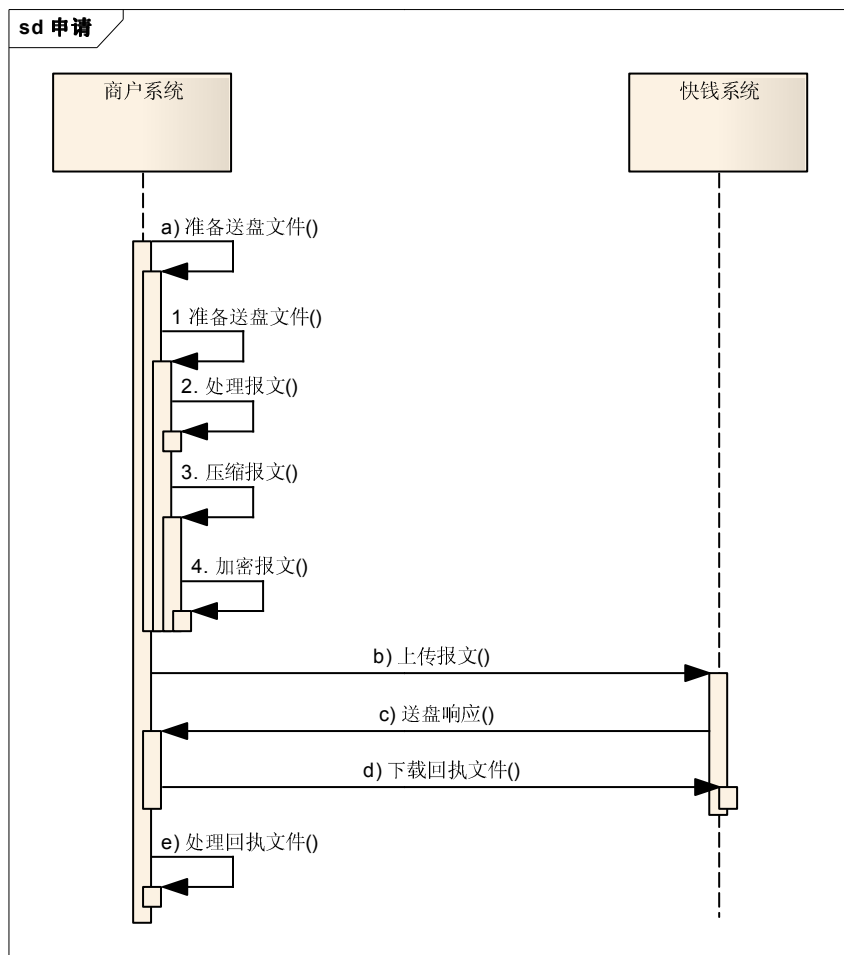 sd 申请
商户系统
快钱系统
a) 准备送盘文件()
1 准备送盘文件()
2. 处理报文()
3. 压缩报文()
4. 加密报文()
b) 上传报文()
c) 送盘响应()
d) 下载回执文件()
e) 处理回执文件()